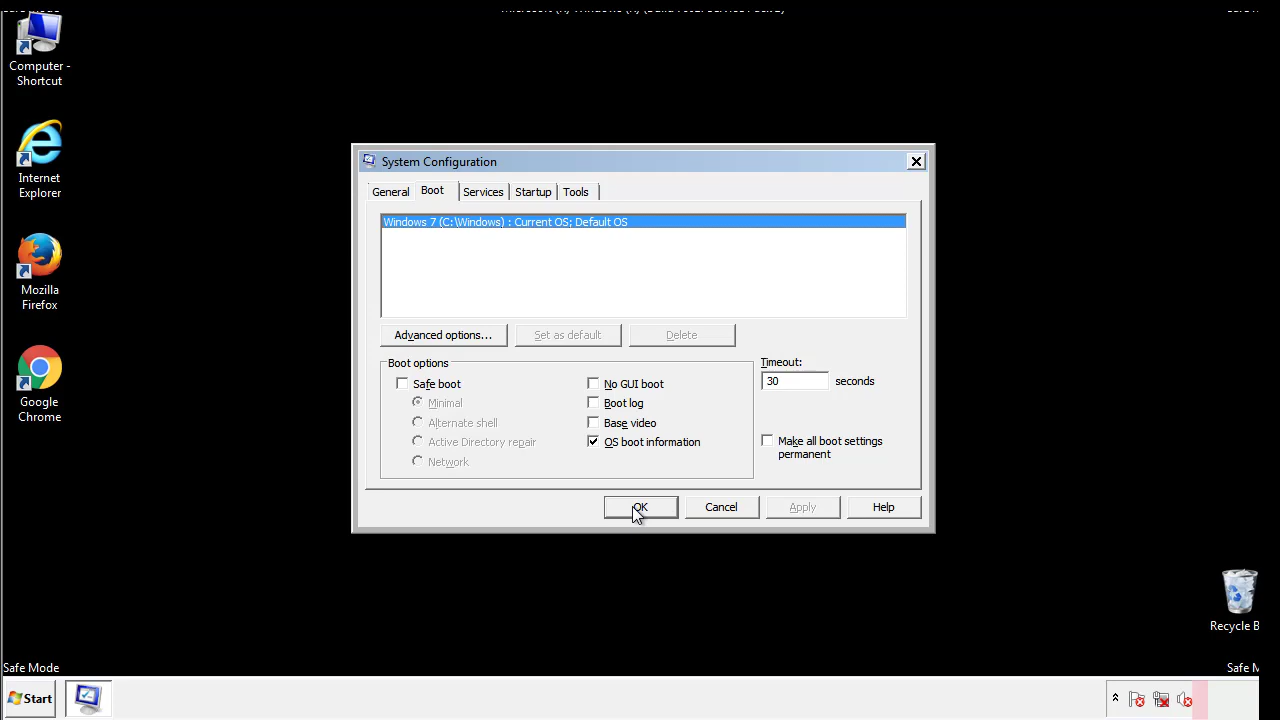 Computer -
Shortcut
Internet
Explorer
Mozilla
Firefox
Google
Chrome
System Configuration
General Boot Services Startup Tools
Windows 7 (C:\Windows) : Current OS; Default OS
Advanced options... Set as default Delete
Boot options
Safe boot
Minimal
Alternate shell
Active Directory repair
Network
No GUI boot
Boot log
Base video
OS boot information
Timeout:
30 seconds
Make all boot settings
permanent
OK Cancel Apply Help
Recycle B
Safe Mode
Safe M
Start